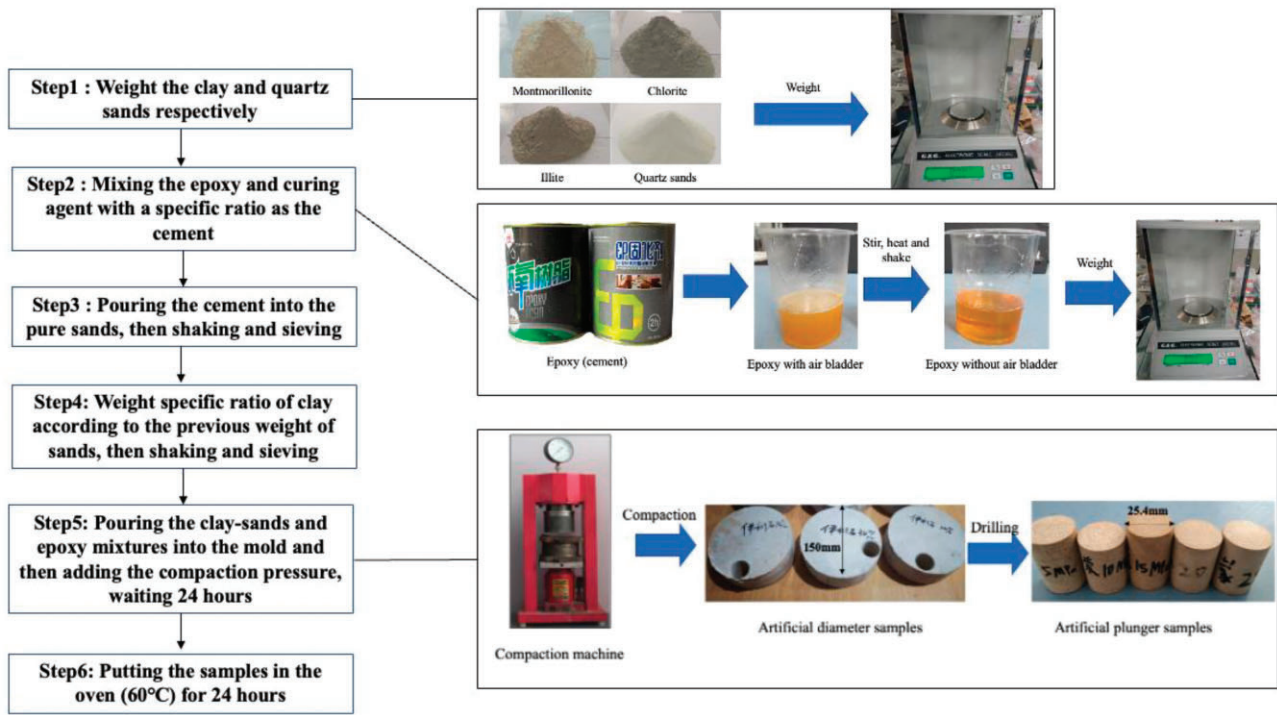 Step1 : Weight the clay and quartz
sands respectively
Step2 : Mixing the epoxy and curing
agent with a specific ratio as the
cement
Step3 : Pouring the cement into the
pure sands, then shaking and sieving
Step4: Weight specific ratio of clay
according to the previous weight of
sands, then shaking and sieving
Step5: Pouring the clay-sands and
epoxy mixtures into the mold and
then adding the compaction pressure,
waiting 24 hours
Step6: Putting the samples in the
oven (60℃) for 24 hours
Montmorillonite
Chlorite
Illite
Quartz sands
Weight
环氧树脂
EPOXY
Epoxy (cement)
Epoxy with air bladder
Stir, heat and
shake
Epoxy without air bladder
Weight
Compaction machine
Compaction
150mm
Artificial diameter samples
Drilling
25.4mm
Artificial plunger samples